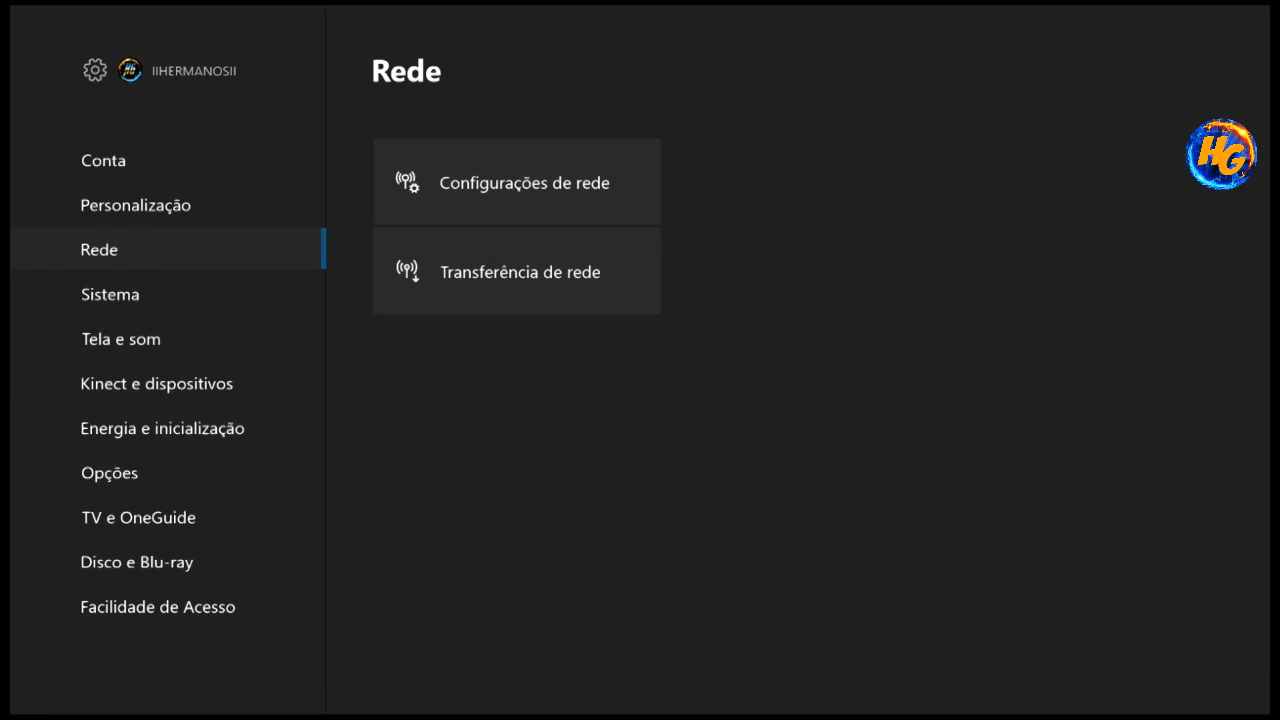 HG IIHERMANOSII
Conta
Personalização
Rede
Sistema
Tela e som
Kinect e dispositivos
Energia e inicialização
Opções
TV e OneGuide
Disco e Blu-ray
Facilidade de Acesso
Rede
Configurações de rede
Transferência de rede
HG